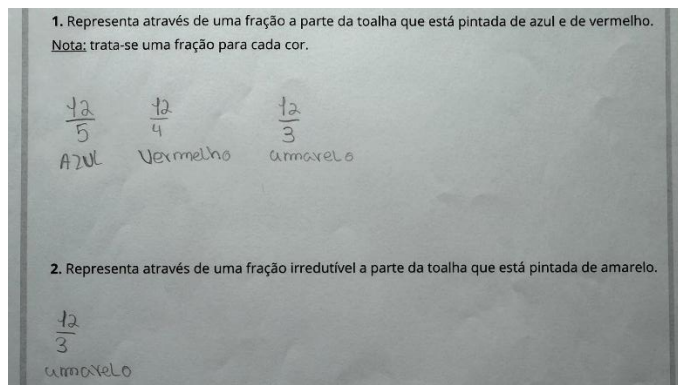 1. Representa através de uma fração a parte da toalha que está pintada de azul e de vermelho.
Nota: trata-se uma fração para cada cor.
12/5 12/4 12/3
AZUL Vermelho amarelo
2. Representa através de uma fração irredutível a parte da toalha que está pintada de amarelo.
12/3
amarelo